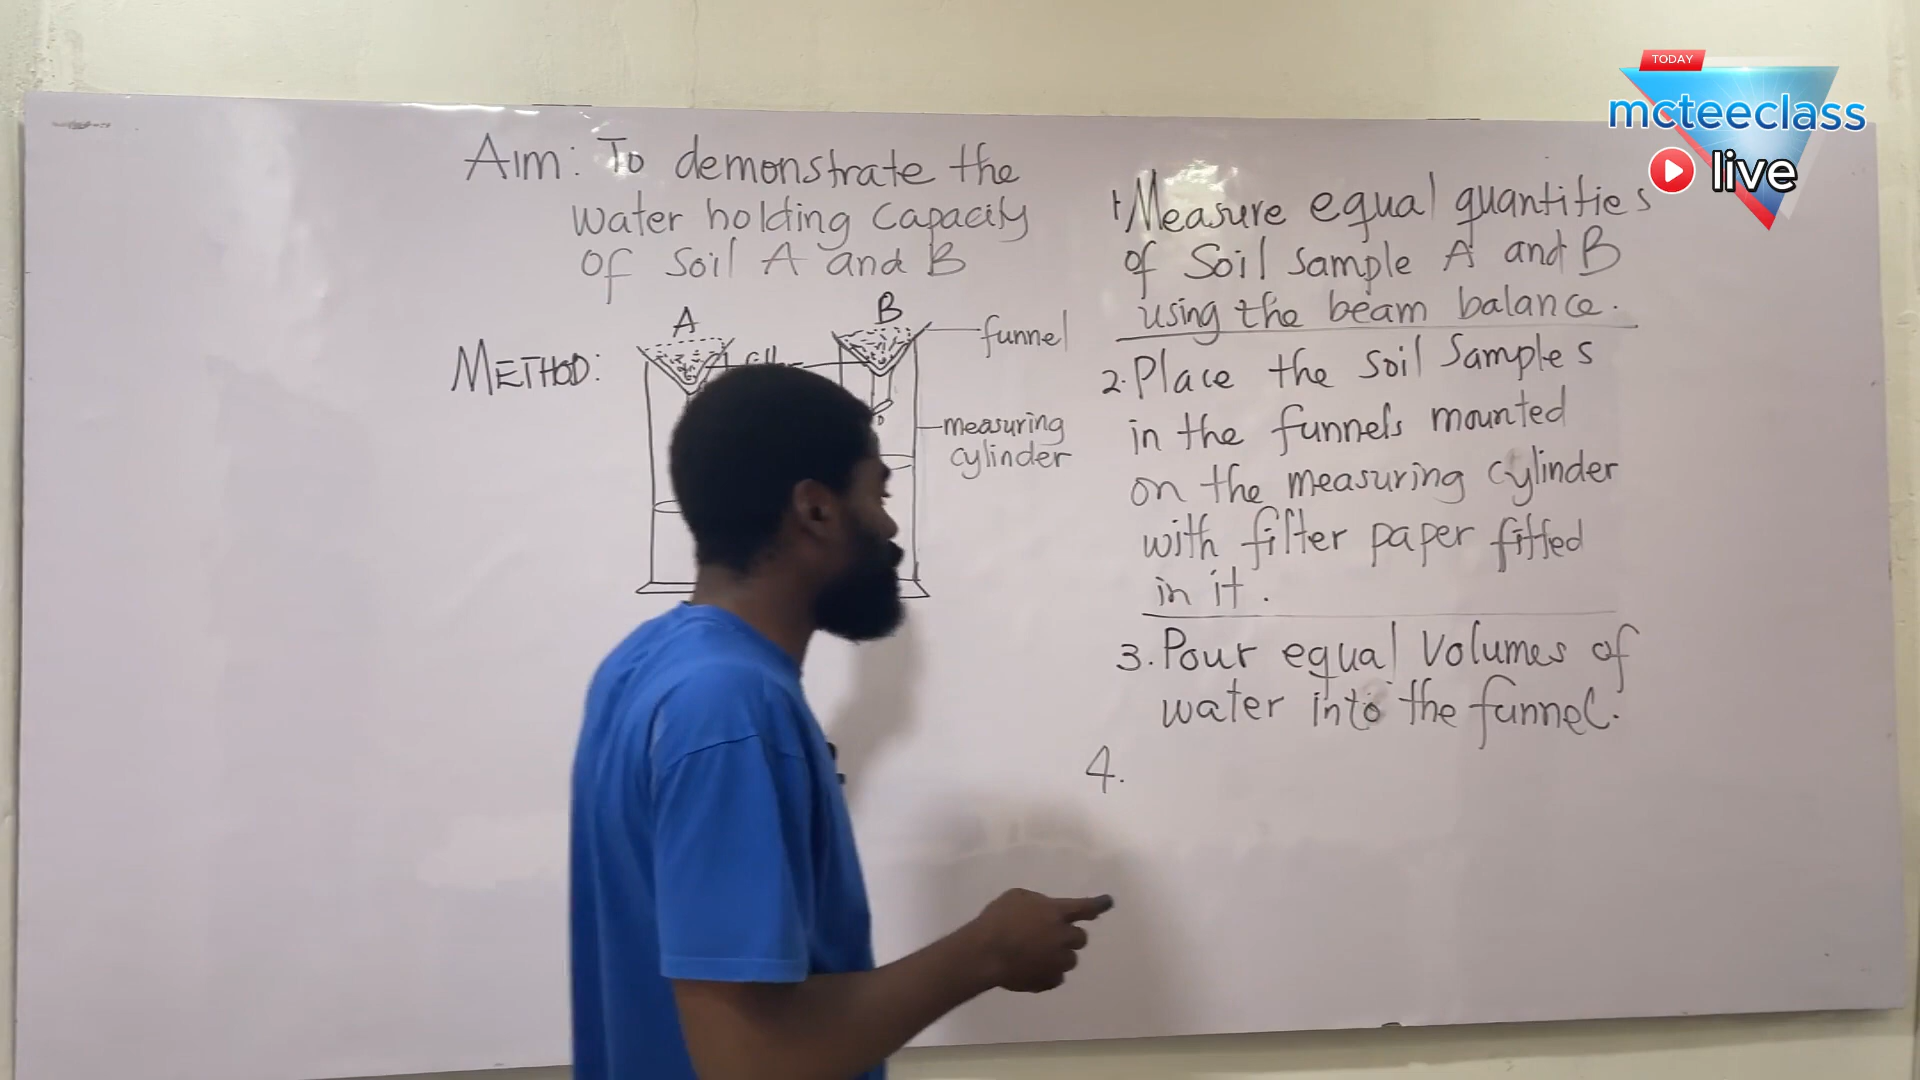 TODAY
mcteeclass
live
Aim: To demonstrate the
water holding capacity
of soil A and B
METHOD:
A
B
funnel
measuring
cylinder
1 Measure equal quantities
of Soil sample A and B
using the beam balance.
2. Place the soil samples
in the funnels mounted
on the measuring cylinder
with filter paper fitted
in it.
3. Pour equal volumes of
water into the funnel.
4.